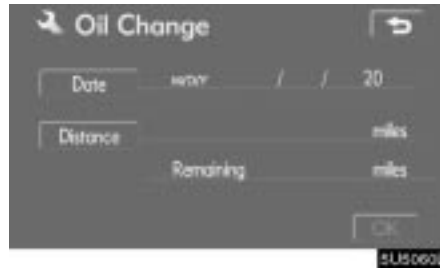 Oil Change
Date M/D/Y / / 20
Distance miles
Remaining miles
OK